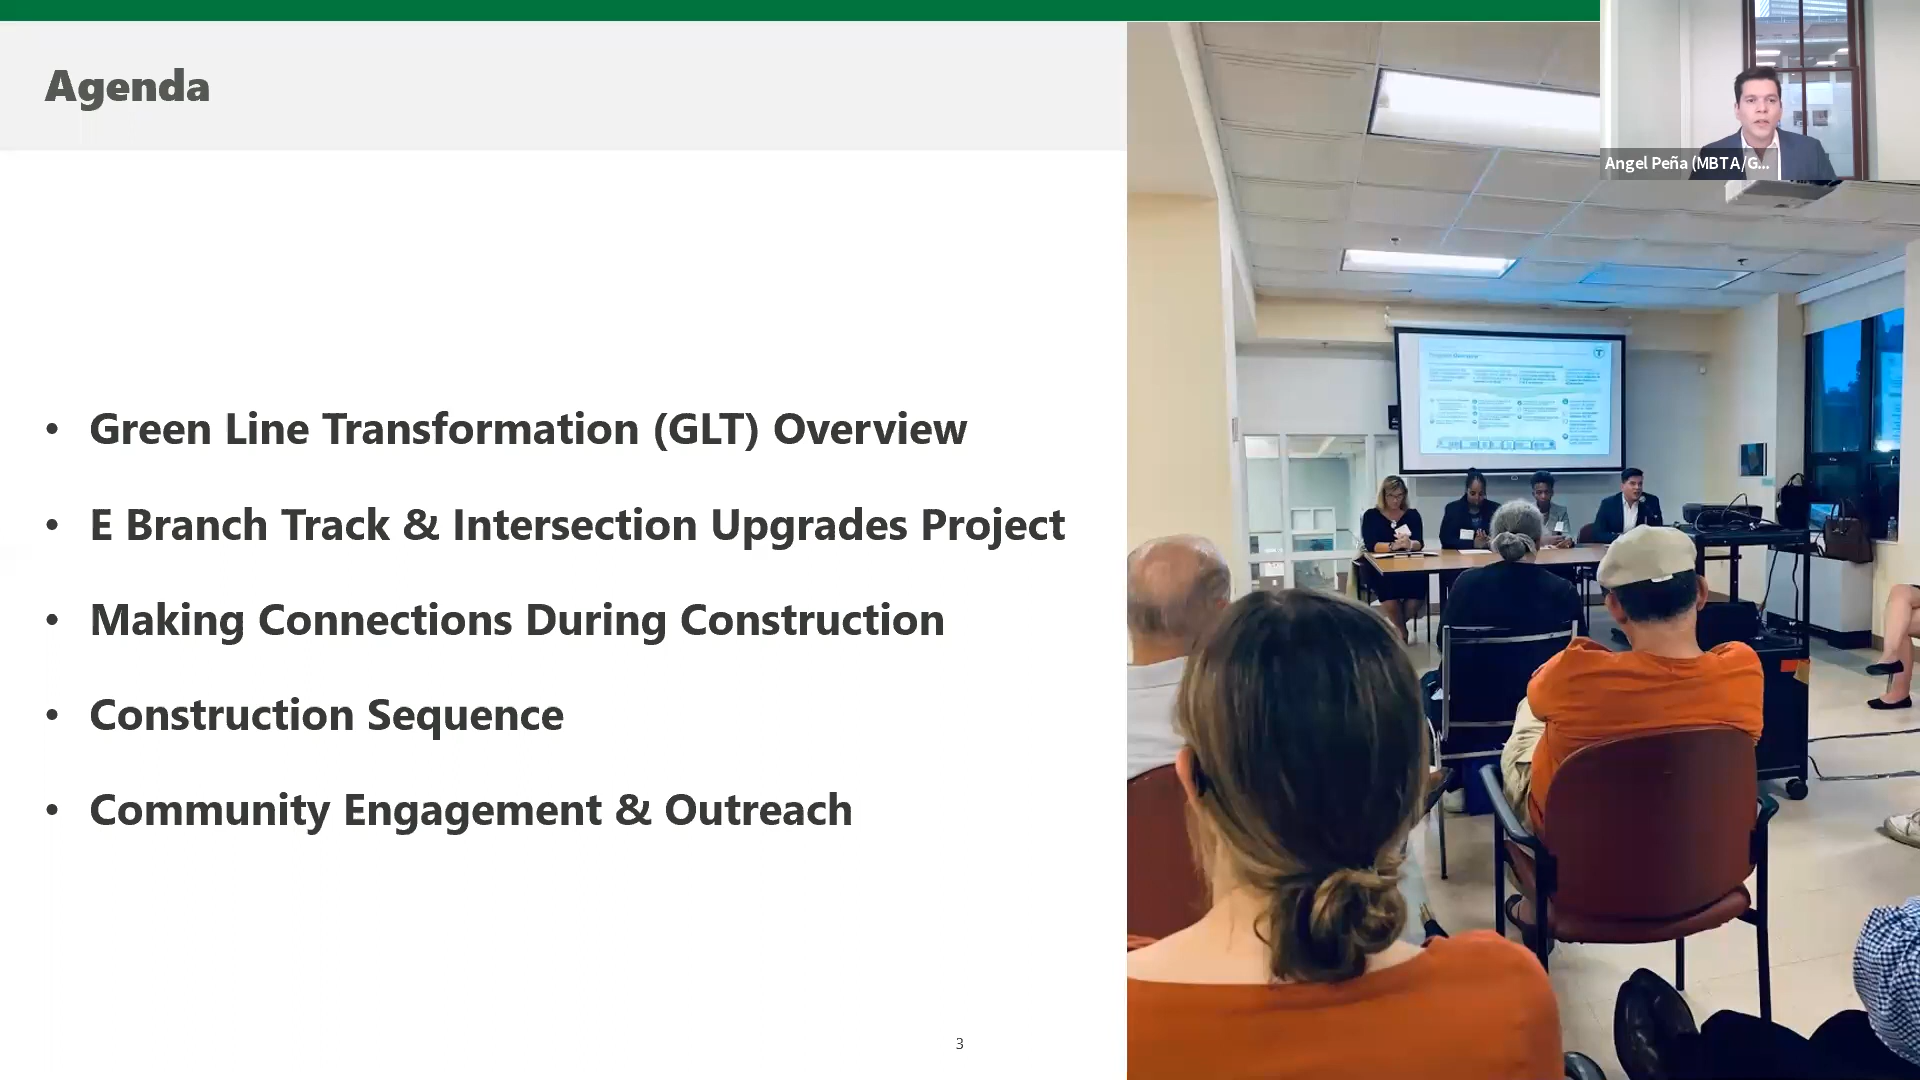 Agenda
Angel Peña (MBTA/G...
• Green Line Transformation (GLT) Overview
• E Branch Track & Intersection Upgrades Project
• Making Connections During Construction
• Construction Sequence
• Community Engagement & Outreach
3